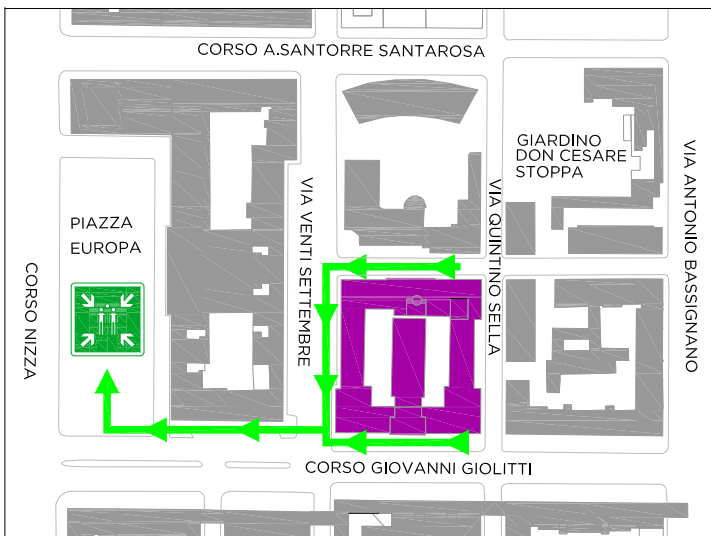 CORSO A.SANTORRE SANTAROSA
GIARDINO
DON CESARE
STOPPA
PIAZZA
EUROPA
CORSO NIZZA
VIA VENTI SETTEMBRE
VIA QUINTINO SELLA
VIA ANTONIO BASSIGNANO
CORSO GIOVANNI GIOLITTI